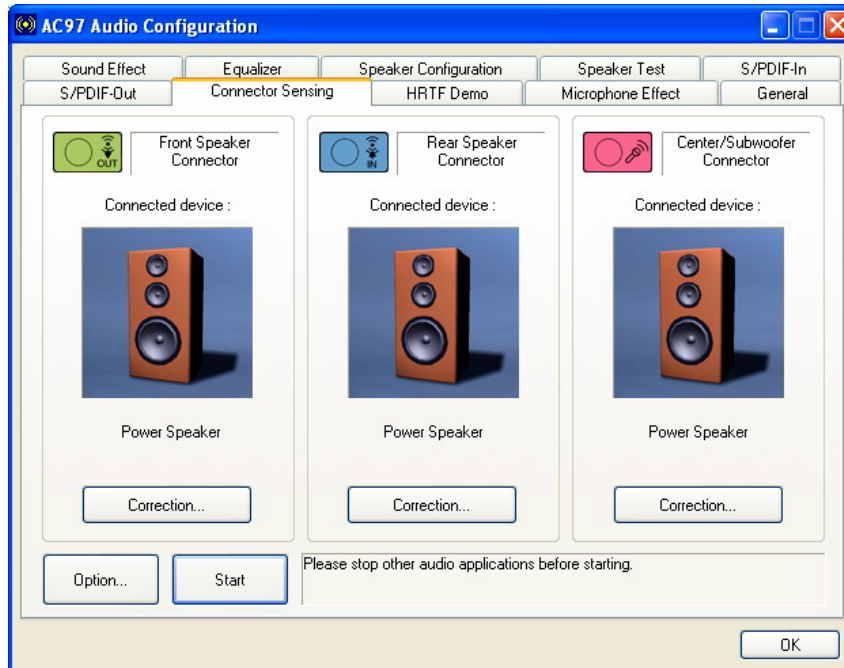 AC97 Audio Configuration
Sound Effect
Equalizer
Speaker Configuration
Speaker Test
S/PDIF-In
S/PDIF-Out
Connector Sensing
HRTF Demo
Microphone Effect
General
OUT
Front Speaker
Connector
Connected device :
Power Speaker
Correction...
IN
Rear Speaker
Connector
Connected device :
Power Speaker
Correction...
Center/Subwoofer
Connector
Connected device :
Power Speaker
Correction...
Option...
Start
Please stop other audio applications before starting.
OK